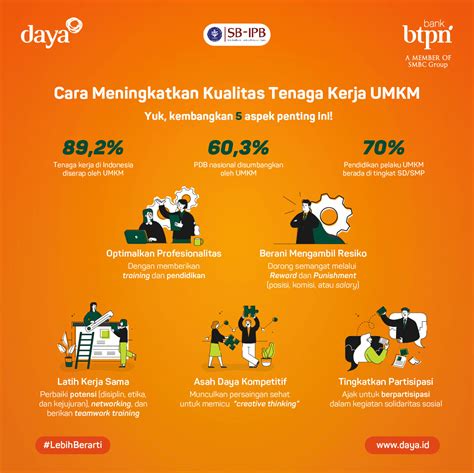 daya
SB-IPB
bank
btpn
A MEMBER OF
SMBC Group
Cara Meningkatkan Kualitas Tenaga Kerja UMKM
Yuk, kembangkan 5 aspek penting ini!
89,2%
Tenaga kerja di Indonesia
diserap oleh UMKM
60,3%
PDB nasional disumbangkan
oleh UMKM
70%
Pendidikan pelaku UMKM
berada di tingkat SD/SMP
Optimalkan Profesionalitas
Dengan memberikan
training dan pendidikan
Berani Mengambil Resiko
Dorong semangat melalui
Reward dan Punishment
(posisi, komisi, atau salary)
Latih Kerja Sama
Perbaiki potensi (disiplin, etika,
dan kejujuran), networking, dan
berikan teamwork training
Asah Daya Kompetitif
Munculkan persaingan sehat
untuk memicu "creative thinking"
Tingkatkan Partisipasi
Ajak untuk berpartisipasi
dalam kegiatan solidaritas sosial
#LebihBerarti
www.daya.id